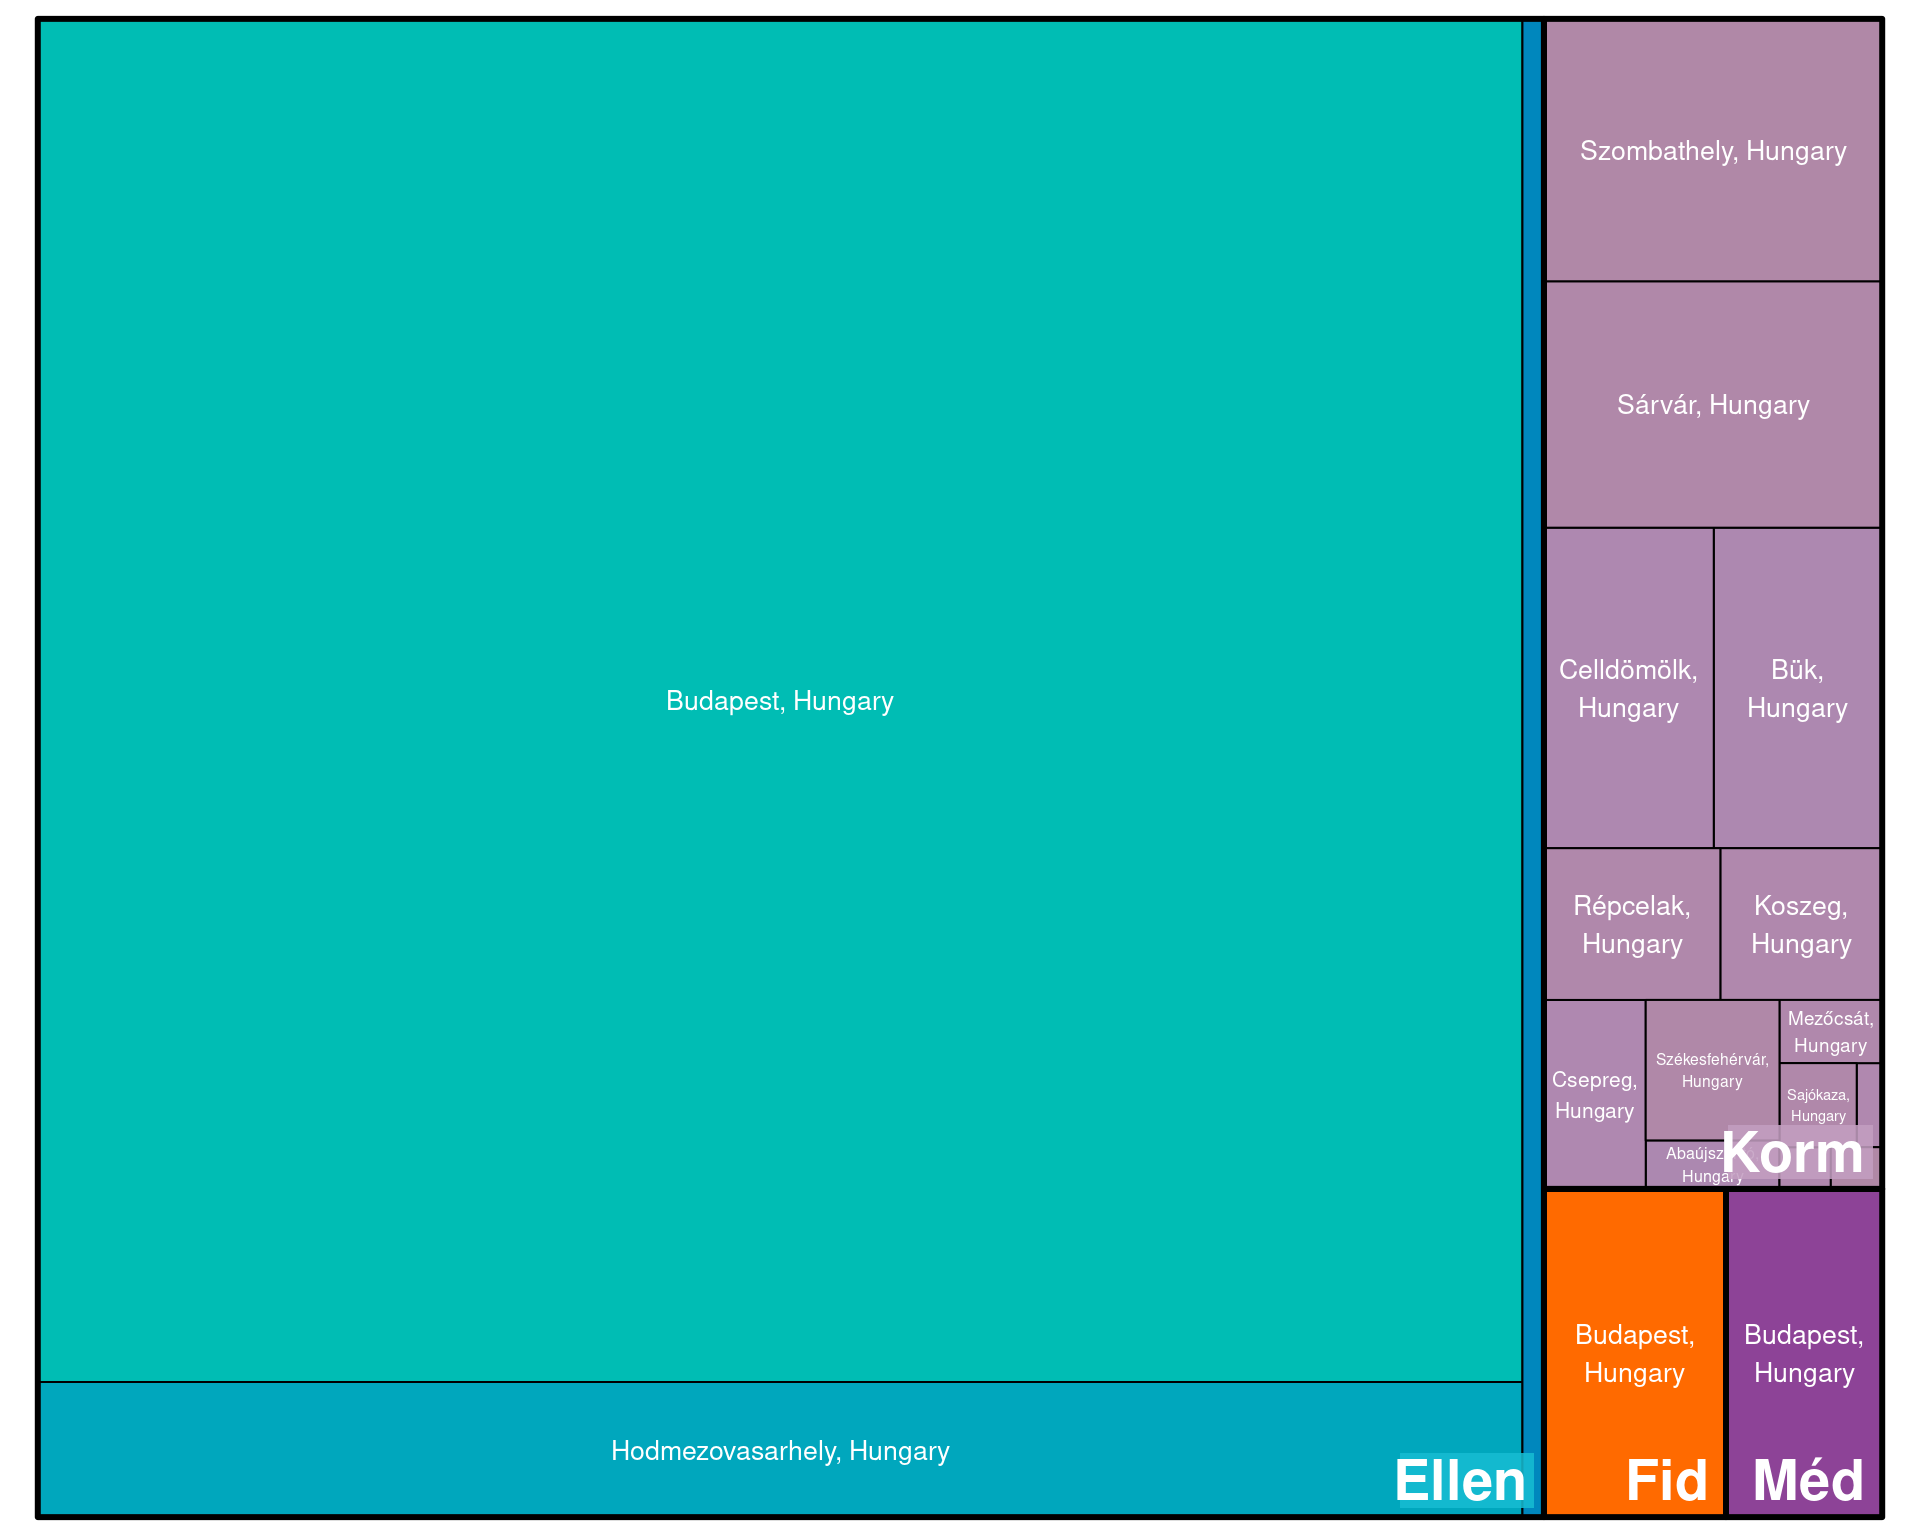 Szombathely, Hungary
Sárvár, Hungary
Budapest, Hungary
Celldömölk,
Hungary
Bük,
Hungary
Répcelak,
Hungary
Koszeg,
Hungary
Csepreg,
Hungary
Székesfehérvár,
Hungary
Mezőcsát,
Hungary
Sajókaza,
Hungary
Hungary
Korm
Budapest,
Hungary
Budapest,
Hungary
Hodmezovasarhely, Hungary
Ellen
Fid
Méd